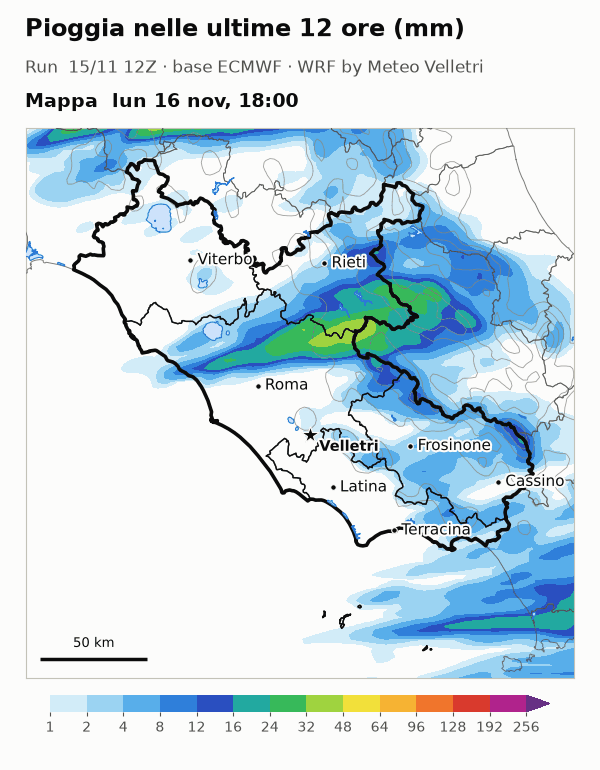 Pioggia nelle ultime 12 ore (mm)
Run  15/11 12Z · base ECMWF · WRF by Meteo Velletri
Mappa  lun 16 nov, 18:00
Viterbo
Rieti
Roma
Velletri
Frosinone
Latina
Cassino
Terracina
50 km
1 2 4 8 12 16 24 32 48 64 96 128 192 256